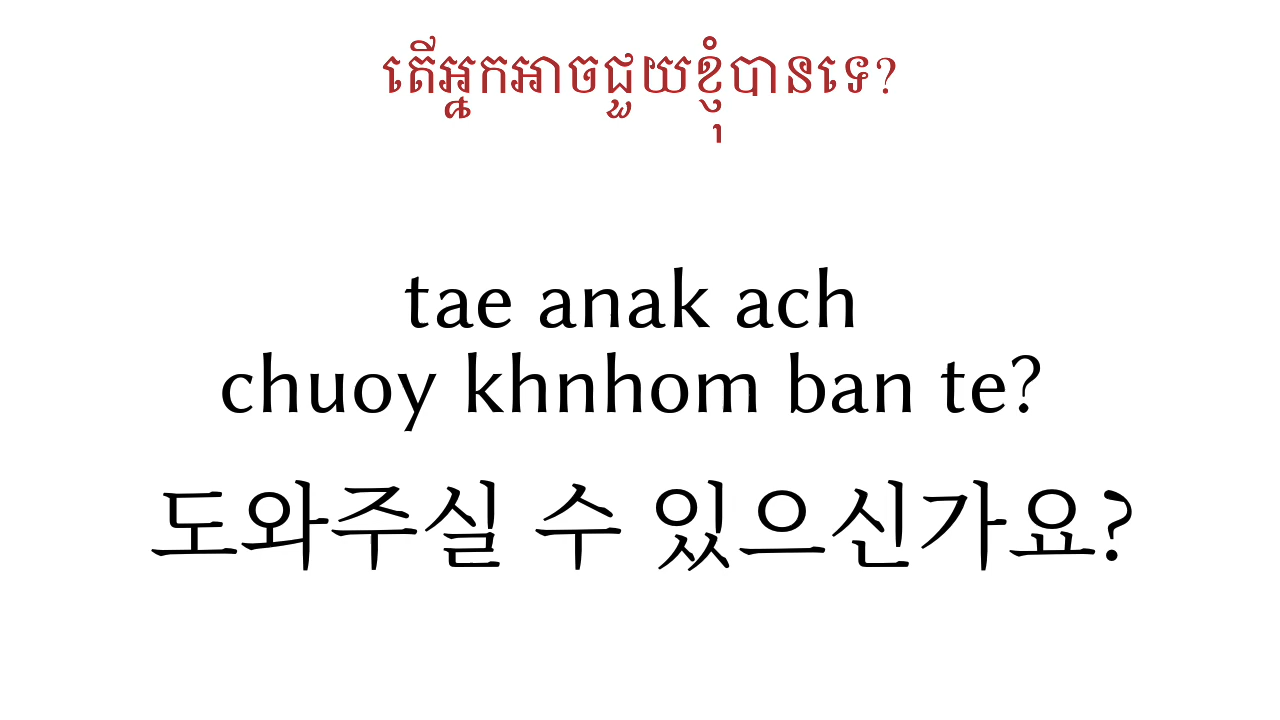 តើអ្នកអាចជួយខ្ញុំបានទេ?
tae anak ach
chuoy khnhom ban te?
도와주실 수 있으신가요?